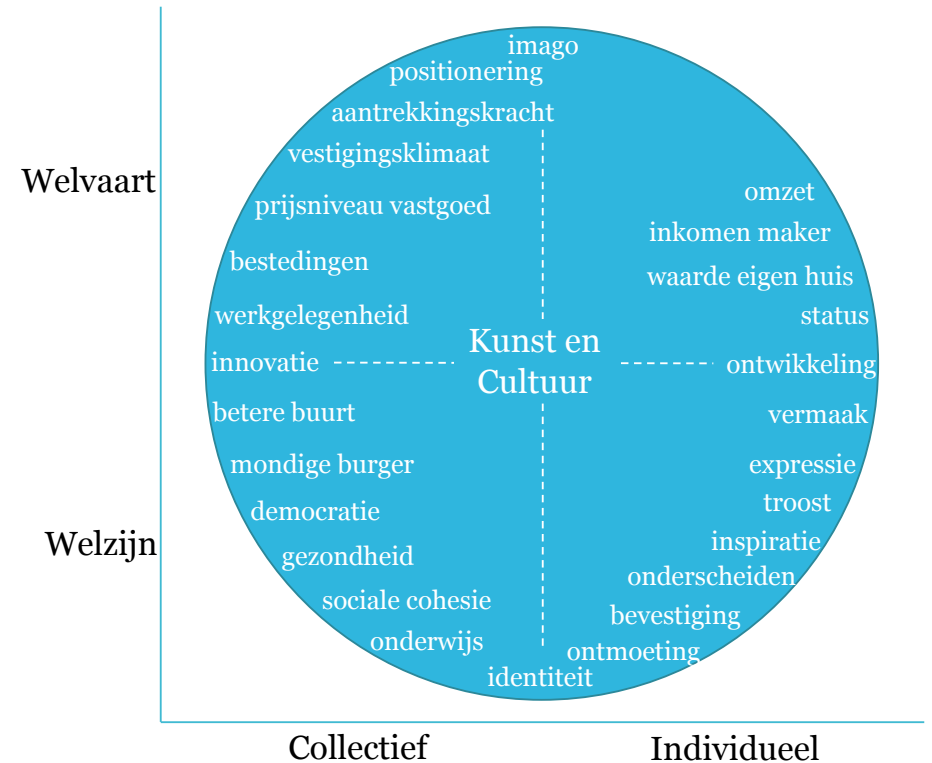 imago
positionering
aantrekkingskracht
vestigingsklimaat
Welvaart
prijsniveau vastgoed
omzet
inkomen maker
bestedingen
waarde eigen huis
werkgelegenheid
status
Kunst en
Cultuur
innovatie
ontwikkeling
betere buurt
vermaak
mondige burger
expressie
democratie
troost
Welzijn
inspiratie
gezondheid
onderscheiden
sociale cohesie
bevestiging
onderwijs
ontmoeting
identiteit
Collectief
Individueel